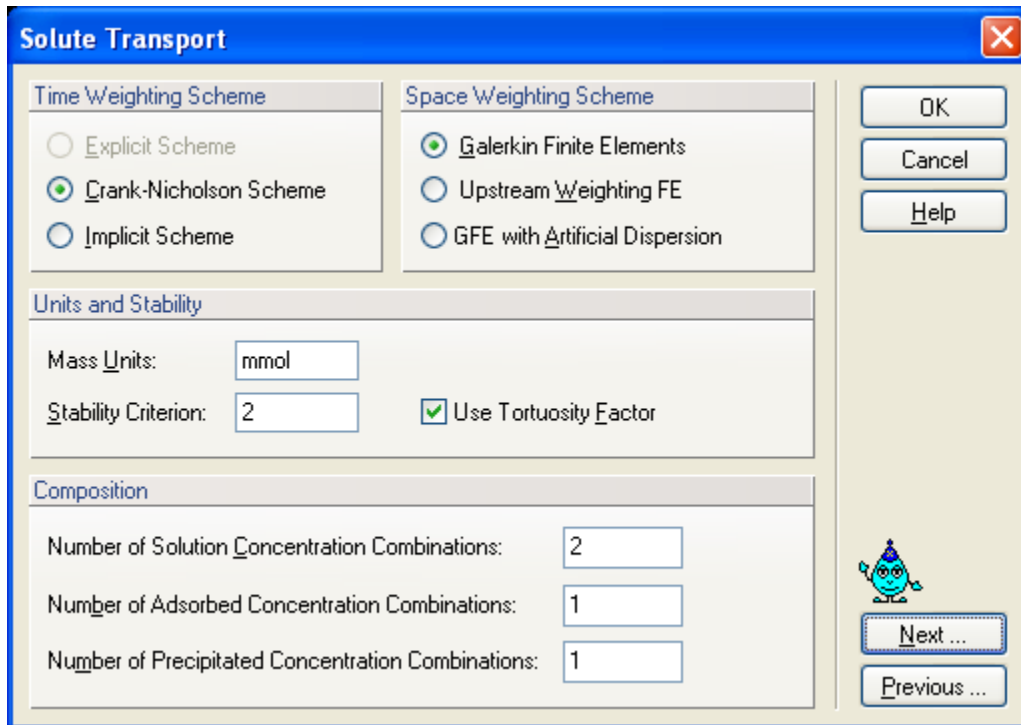 Solute Transport
Time Weighting Scheme
Explicit Scheme
Crank-Nicholson Scheme
Implicit Scheme
Space Weighting Scheme
Galerkin Finite Elements
Upstream Weighting FE
GFE with Artificial Dispersion
OK
Cancel
Help
Units and Stability
Mass Units: mmol
Stability Criterion: 2
Use Tortuosity Factor
Composition
Number of Solution Concentration Combinations: 2
Number of Adsorbed Concentration Combinations: 1
Number of Precipitated Concentration Combinations: 1
Next ...
Previous ...